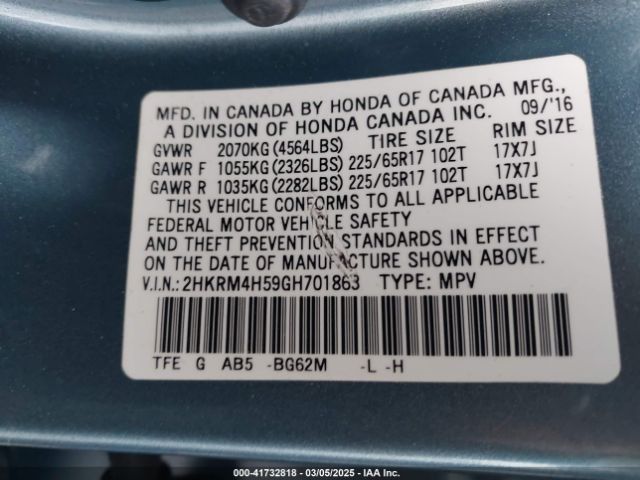 MFD. IN CANADA BY HONDA OF CANADA MFG.,
A DIVISION OF HONDA CANADA INC. 09/'16
GVWR 2070KG (4564LBS) TIRE SIZE RIM SIZE
GAWR F 1055KG (2326LBS) 225/65R17 102T 17X7J
GAWR R 1035KG (2282LBS) 225/65R17 102T 17X7J
THIS VEHICLE CONFORMS TO ALL APPLICABLE
FEDERAL MOTOR VEHICLE SAFETY
AND THEFT PREVENTION STANDARDS IN EFFECT
ON THE DATE OF MANUFACTURE SHOWN ABOVE.
V.I.N.: 2HKRM4H59GH701863 TYPE: MPV
TFE G AB5 -BG62M -L -H
000-41732818 - 03/05/2025 - IAA Inc.